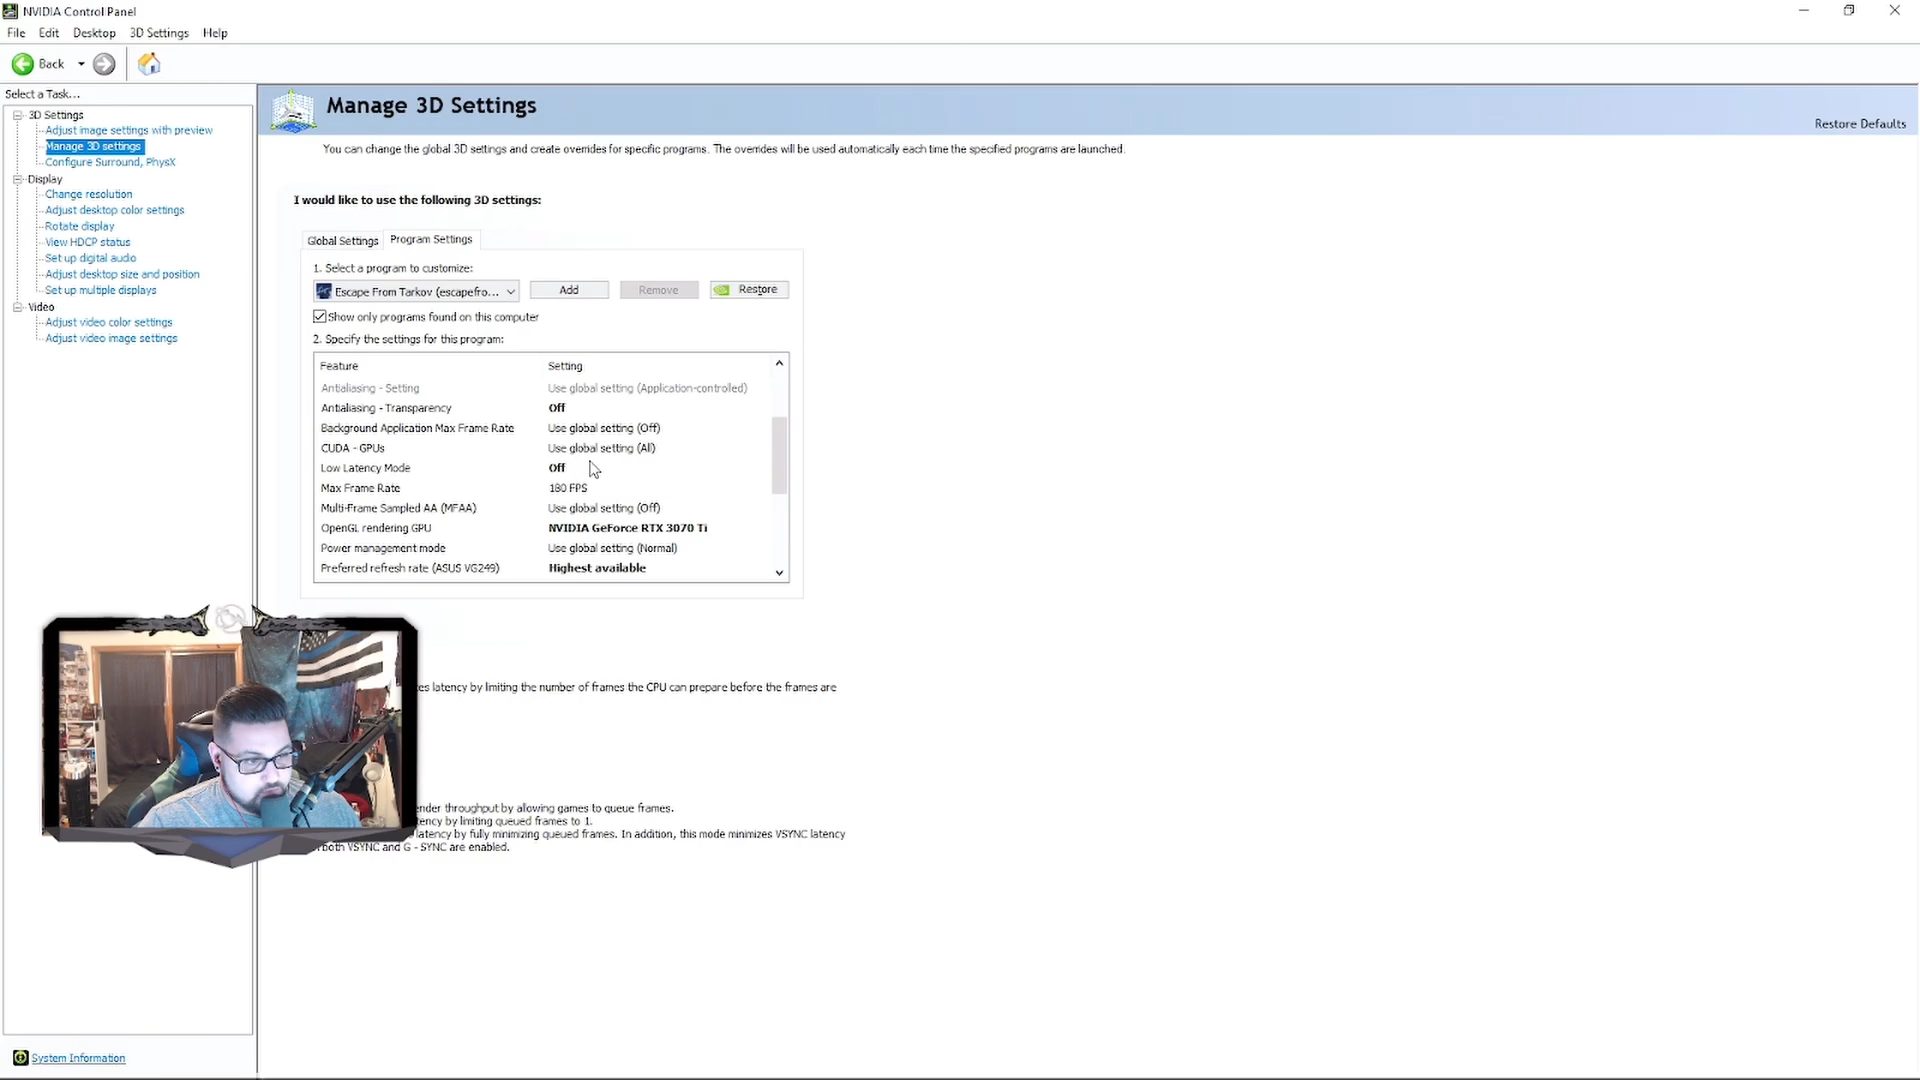 NVIDIA Control Panel
File Edit Desktop 3D Settings Help
Back
Select a Task...
3D Settings
Adjust image settings with preview
Manage 3D settings
Configure Surround, PhysX
Display
Change resolution
Adjust desktop color settings
Rotate display
View HDCP status
Set up digital audio
Adjust desktop size and position
Set up multiple displays
Video
Adjust video color settings
Adjust video image settings
System Information
Manage 3D Settings
Restore Defaults
You can change the global 3D settings and create overrides for specific programs. The overrides will be used automatically each time the specified programs are launched.
I would like to use the following 3D settings:
Global Settings Program Settings
1. Select a program to customize:
Escape From Tarkov (escapefro... Add Remove Restore
Show only programs found on this computer
2. Specify the settings for this program:
Feature Setting
Antialiasing - Setting Use global setting (Application-controlled)
Antialiasing - Transparency Off
Background Application Max Frame Rate Use global setting (Off)
CUDA - GPUs Use global setting (All)
Low Latency Mode Off
Max Frame Rate 180 FPS
Multi-Frame Sampled AA (MFAA) Use global setting (Off)
OpenGL rendering GPU NVIDIA GeForce RTX 3070 Ti
Power management mode Use global setting (Normal)
Preferred refresh rate (ASUS VG249) Highest available
latency by limiting the number of frames the CPU can prepare before the frames are
throughput by allowing games to queue frames.
by limiting queued frames to 1.
latency by fully minimizing queued frames. In addition, this mode minimizes VSYNC latency
both VSYNC and G - SYNC are enabled.